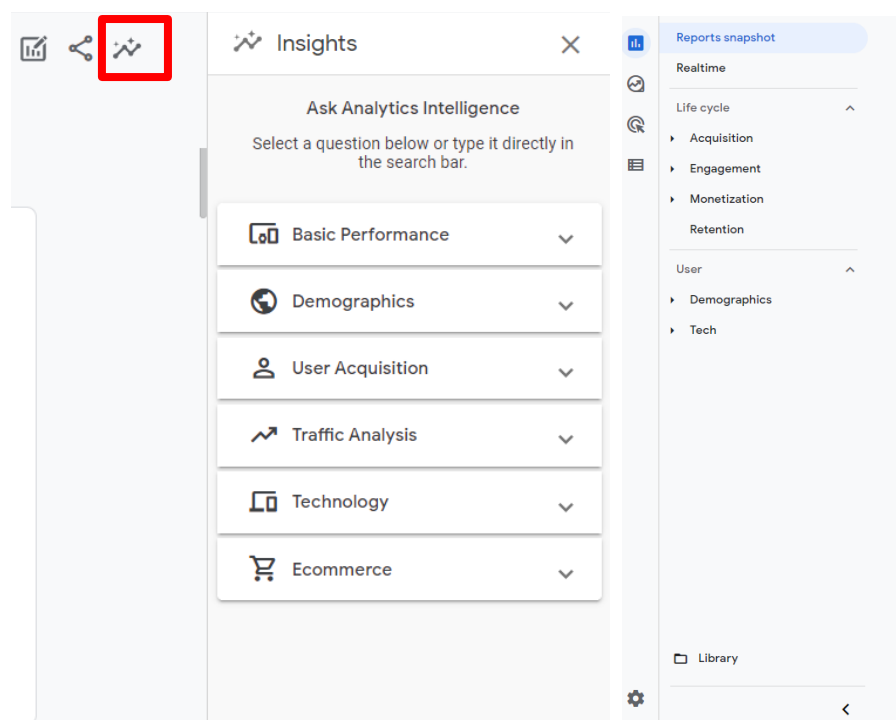 Insights
Ask Analytics Intelligence
Select a question below or type it directly in
the search bar.
Basic Performance
Demographics
User Acquisition
Traffic Analysis
Technology
Ecommerce
Reports snapshot
Realtime
Life cycle
Acquisition
Engagement
Monetization
Retention
User
Demographics
Tech
Library